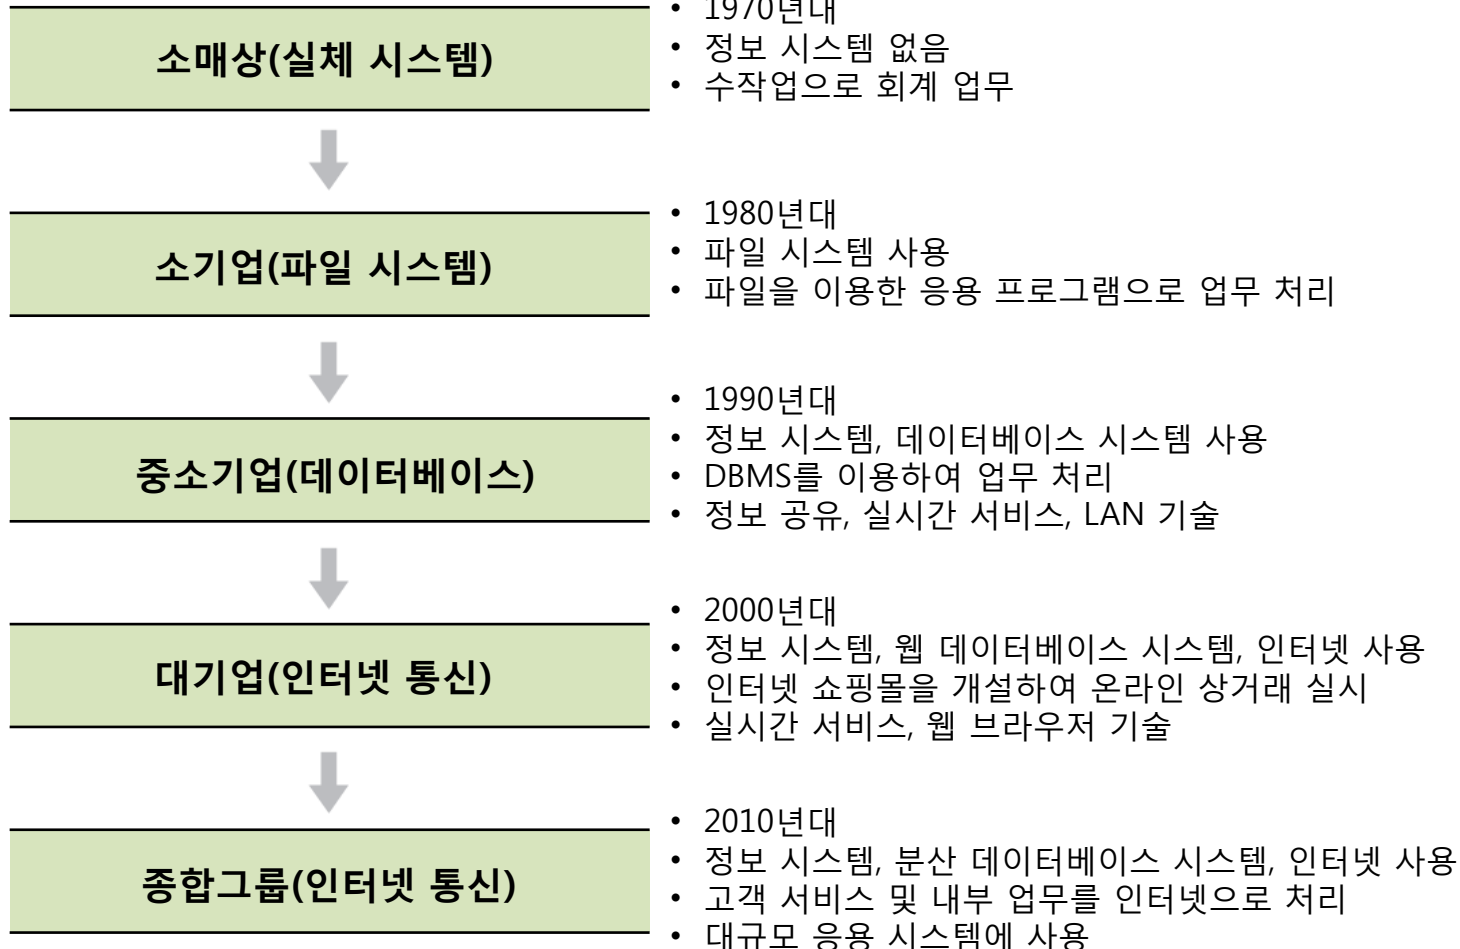 소매상(실체 시스템)
• 1970년대
• 정보 시스템 없음
• 수작업으로 회계 업무
소기업(파일 시스템)
• 1980년대
• 파일 시스템 사용
• 파일을 이용한 응용 프로그램으로 업무 처리
중소기업(데이터베이스)
• 1990년대
• 정보 시스템, 데이터베이스 시스템 사용
• DBMS를 이용하여 업무 처리
• 정보 공유, 실시간 서비스, LAN 기술
대기업(인터넷 통신)
• 2000년대
• 정보 시스템, 웹 데이터베이스 시스템, 인터넷 사용
• 인터넷 쇼핑몰을 개설하여 온라인 상거래 실시
• 실시간 서비스, 웹 브라우저 기술
종합그룹(인터넷 통신)
• 2010년대
• 정보 시스템, 분산 데이터베이스 시스템, 인터넷 사용
• 고객 서비스 및 내부 업무를 인터넷으로 처리
• 대규모 응용 시스템에 사용